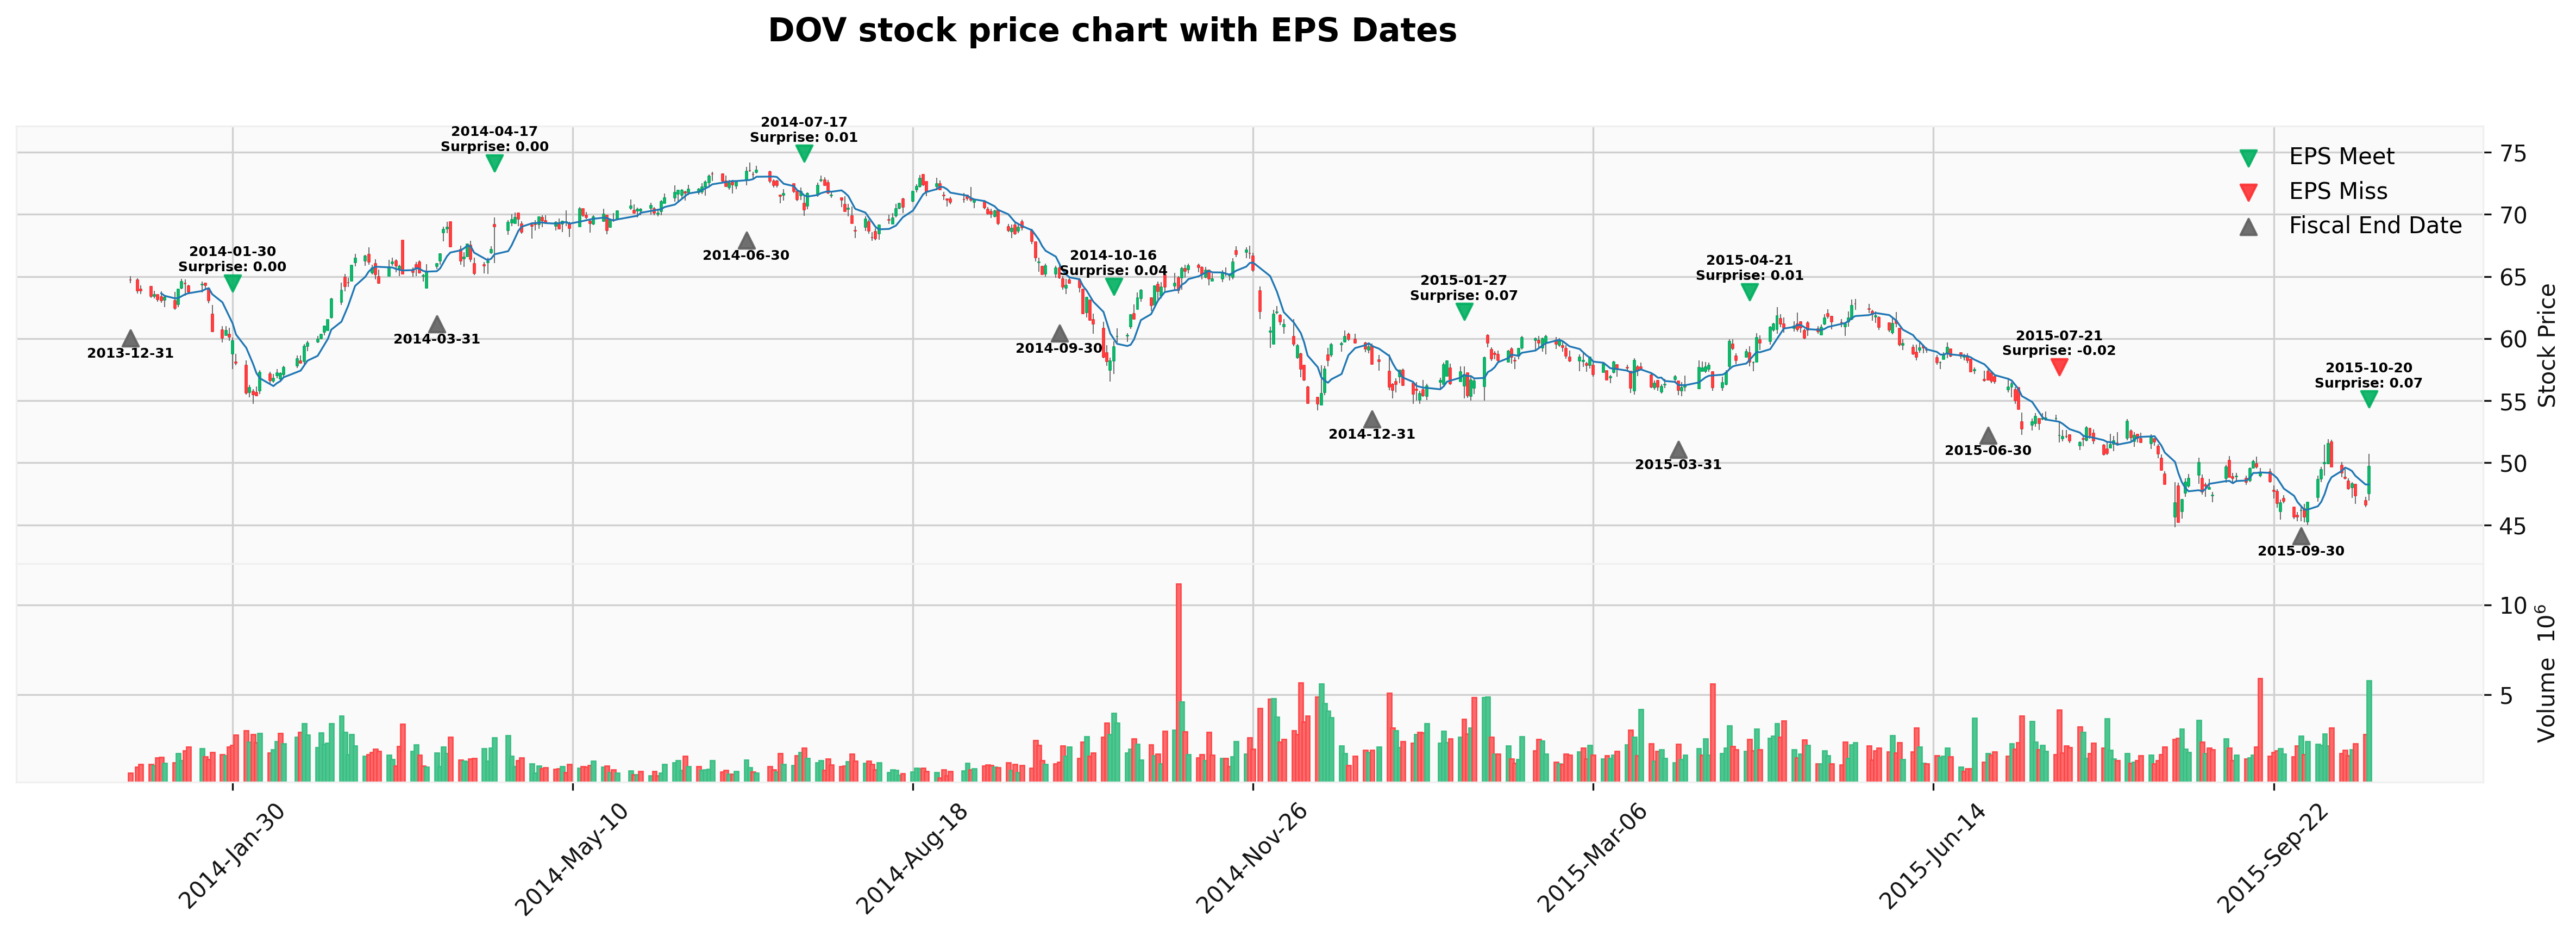 DOV stock price chart with EPS Dates
2014-07-17
Surprise: 0.01
2014-04-17
Surprise: 0.00
EPS Meet
EPS Miss
Fiscal End Date
2014-01-30
Surprise: 0.00
2014-06-30
2014-10-16
Surprise: 0.04
2015-04-21
Surprise: 0.01
2015-01-27
Surprise: 0.07
2013-12-31
2014-03-31
2014-09-30
2015-07-21
Surprise: -0.02
2015-10-20
Surprise: 0.07
2014-12-31
2015-03-31
2015-06-30
2015-09-30
75
70
65
60
55
50
45
Stock Price
10
5
Volume 10⁶
2014-Jan-30
2014-May-10
2014-Aug-18
2014-Nov-26
2015-Mar-06
2015-Jun-14
2015-Sep-22